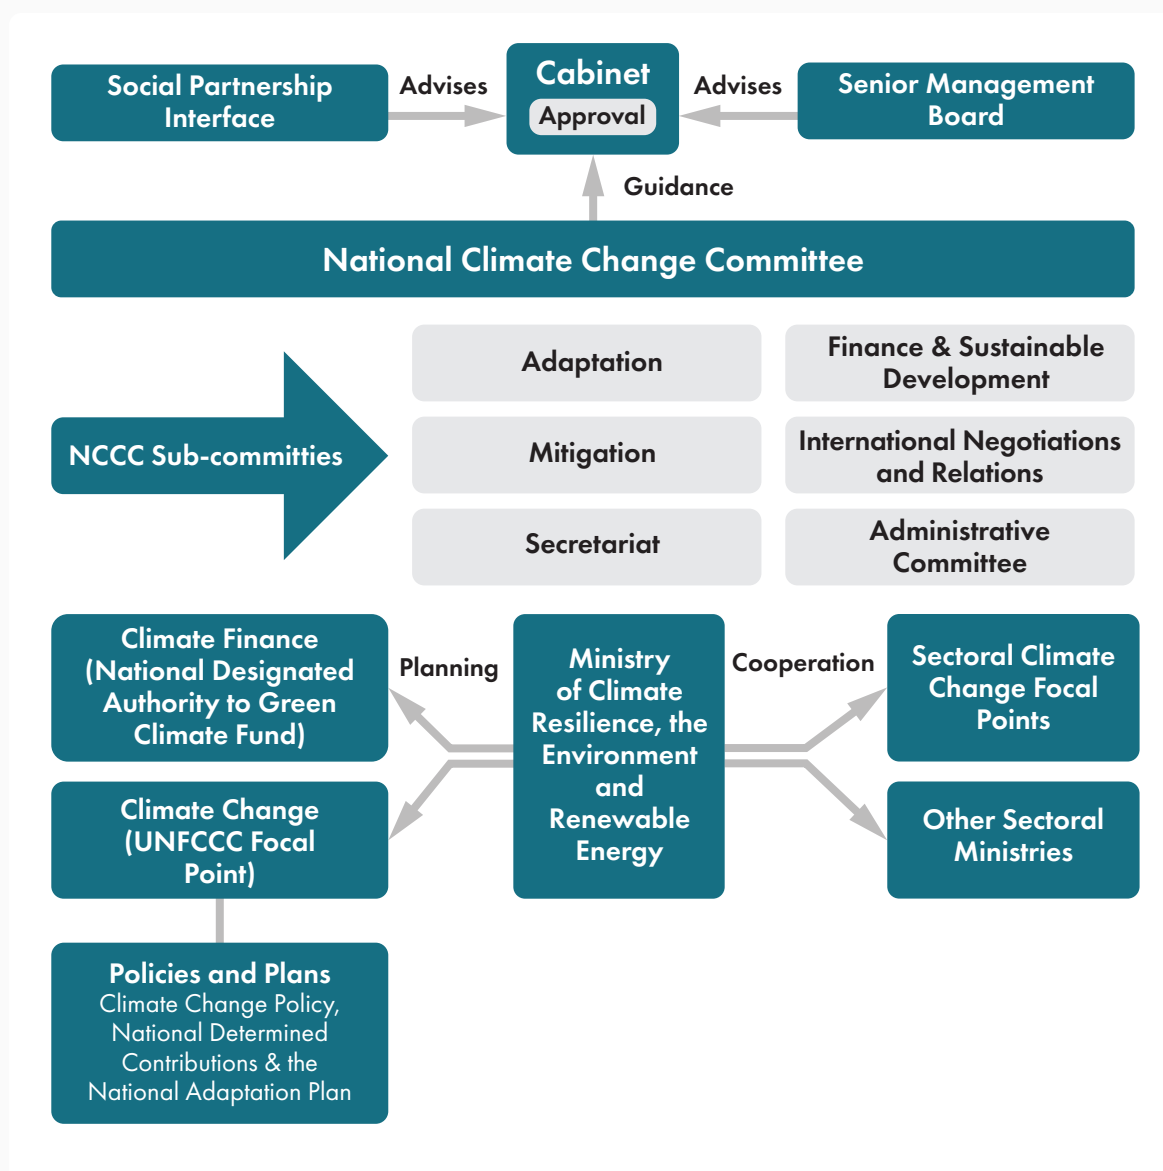 Social Partnership
Interface
Advises
Cabinet
Approval
Advises
Senior Management
Board
Guidance
National Climate Change Committee
NCCC Sub-committies
Adaptation
Finance & Sustainable
Development
Mitigation
International Negotiations
and Relations
Secretariat
Administrative
Committee
Climate Finance
(National Designated
Authority to Green
Climate Fund)
Planning
Ministry
of Climate
Resilience, the
Environment
and
Renewable
Energy
Cooperation
Sectoral Climate
Change Focal
Points
Climate Change
(UNFCCC Focal
Point)
Other Sectoral
Ministries
Policies and Plans
Climate Change Policy,
National Determined
Contributions & the
National Adaptation Plan